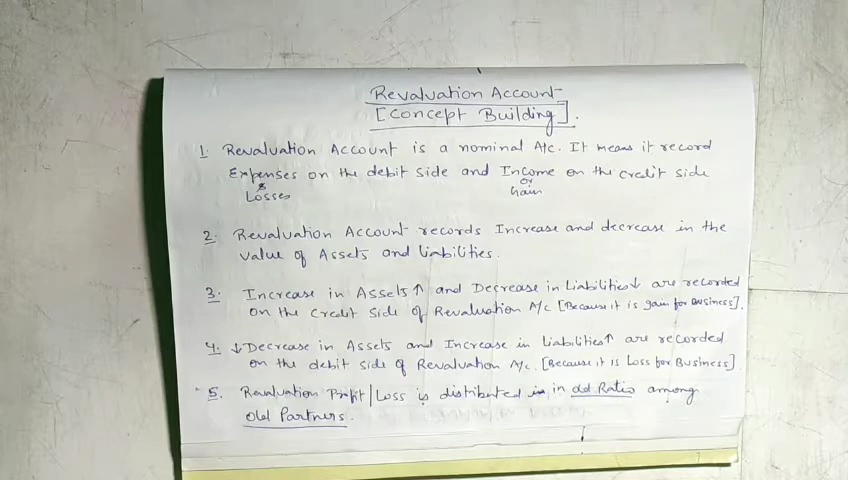 Revaluation Account
[Concept Building].
1. Revaluation Account is a nominal A/c. It means it record
Expenses on the debit side and Income on the credit side
& Losses
or Gain
2. Revaluation Account records Increase and decrease in the
value of Assets and liabilities.
3. Increase in Assets↑ and Decrease in Liabilities↓ are recorded
on the credit side of Revaluation A/c [Because it is gain for Business].
4. ↓Decrease in Assets and Increase in liabilities↑ are recorded
on the debit side of Revaluation A/c. [Because it is Loss for Business]
5. Revaluation Profit/Loss is distributed in in old Ratio among
old Partners.